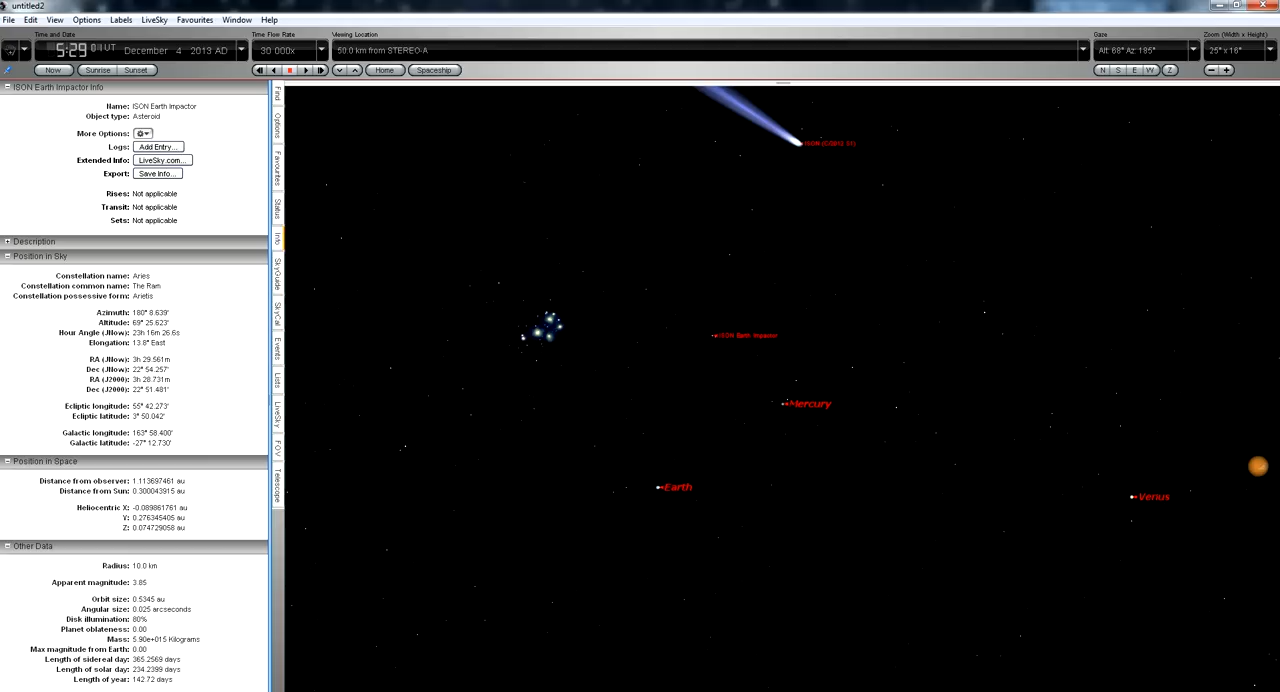 untitled2
File Edit View Options Labels LiveSky Favourites Window Help
Time and Date Time Flow Rate Viewing Location Gaze Zoom (Width x Height)
5:29 UT December 4 2013 AD 30 000x 50.0 km from STEREO-A Alt: 68° Az: 185° 25° x 16°
Now Sunrise Sunset Home Spaceship N S E W Z
ISON Earth Impactor Info
Name: ISON Earth Impactor
Object type: Asteroid
More Options:
Logs: Add Entry...
Extended Info: LiveSky.com...
Export: Save Info...
Rises: Not applicable
Transit: Not applicable
Sets: Not applicable
Description
Position in Sky
Constellation name: Aries
Constellation common name: The Ram
Constellation possessive form: Arietis
Azimuth: 180° 8.639'
Altitude: 69° 25.623'
Hour Angle (JNow): 23h 16m 26.6s
Elongation: 13.8° East
RA (JNow): 3h 29.561m
Dec (JNow): 22° 54.257'
RA (J2000): 3h 28.731m
Dec (J2000): 22° 51.481'
Ecliptic longitude: 55° 42.273'
Ecliptic latitude: 3° 50.042'
Galactic longitude: 163° 58.400'
Galactic latitude: -27° 12.730'
Position in Space
Distance from observer: 1.113697461 au
Distance from Sun: 0.300043915 au
Heliocentric X: -0.089861761 au
Y: 0.276345405 au
Z: 0.074729058 au
Other Data
Radius: 10.0 km
Apparent magnitude: 3.85
Orbit size: 0.5345 au
Angular size: 0.025 arcseconds
Disk illumination: 80%
Planet oblateness: 0.00
Mass: 5.90e+015 Kilograms
Max magnitude from Earth: 0.00
Length of sidereal day: 365.2569 days
Length of solar day: 234.2399 days
Length of year: 142.72 days
Find
Options
Favourites
Status
Info
SkyGuide
SkyCal
Events
Lists
LiveSky
FOV
Telescope
ISON (C/2012 S1)
ISON Earth Impactor
Mercury
Earth
Venus